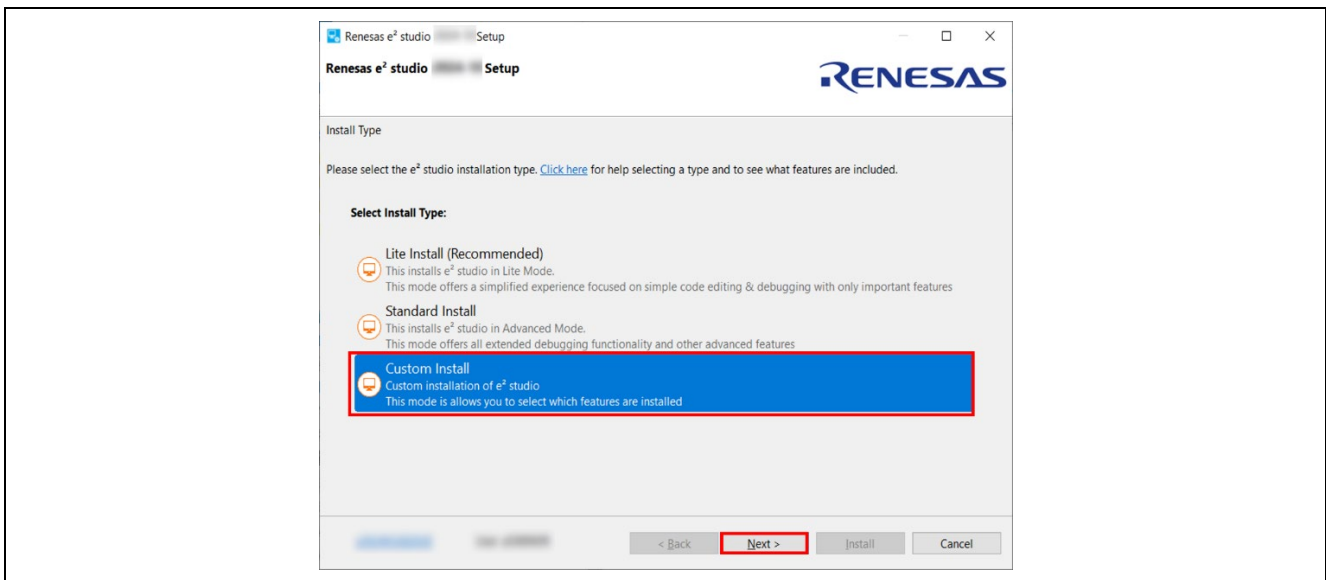 Renesas e² studio Setup
Renesas e² studio Setup
RENESAS
Install Type
Please select the e² studio installation type. Click here for help selecting a type and to see what features are included.
Select Install Type:
Lite Install (Recommended)
This installs e² studio in Lite Mode.
This mode offers a simplified experience focused on simple code editing & debugging with only important features
Standard Install
This installs e² studio in Advanced Mode.
This mode offers all extended debugging functionality and other advanced features
Custom Install
Custom installation of e² studio
This mode is allows you to select which features are installed
< Back Next > Install Cancel